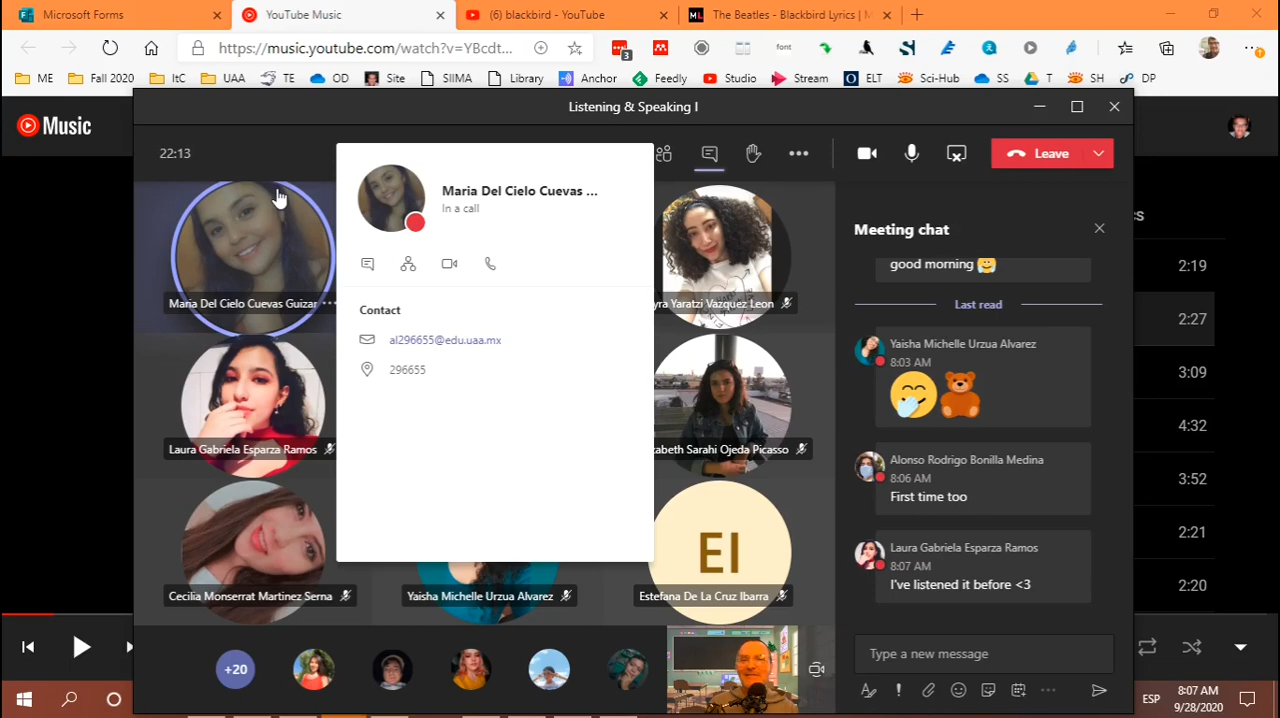 Microsoft Forms
YouTube Music
(6) blackbird - YouTube
The Beatles - Blackbird Lyrics | M
https://music.youtube.com/watch?v=YBcdt...
3
font
ME
Fall 2020
ItC
UAA
TE
OD
Site
SIIMA
Library
Anchor
Feedly
Studio
Stream
ELT
Sci-Hub
SS
T
SH
DP
Music
Listening & Speaking I
22:13
Leave
Maria Del Cielo Cuevas ...
In a call
Contact
al296655@edu.uaa.mx
296655
Maria Del Cielo Cuevas Guizar
yra Yaratzi Vazquez Leon
Laura Gabriela Esparza Ramos
zabeth Sarahi Ojeda Picasso
EI
Cecilia Monserrat Martinez Serna
Yaisha Michelle Urzua Alvarez
Estefana De La Cruz Ibarra
+20
Meeting chat
good morning
Last read
Yaisha Michelle Urzua Alvarez
8:03 AM
Alonso Rodrigo Bonilla Medina
8:06 AM
First time too
Laura Gabriela Esparza Ramos
8:07 AM
I've listened it before <3
Type a new message
cs
2:19
2:27
3:09
4:32
3:52
2:21
2:20
ESP
8:07 AM
9/28/2020